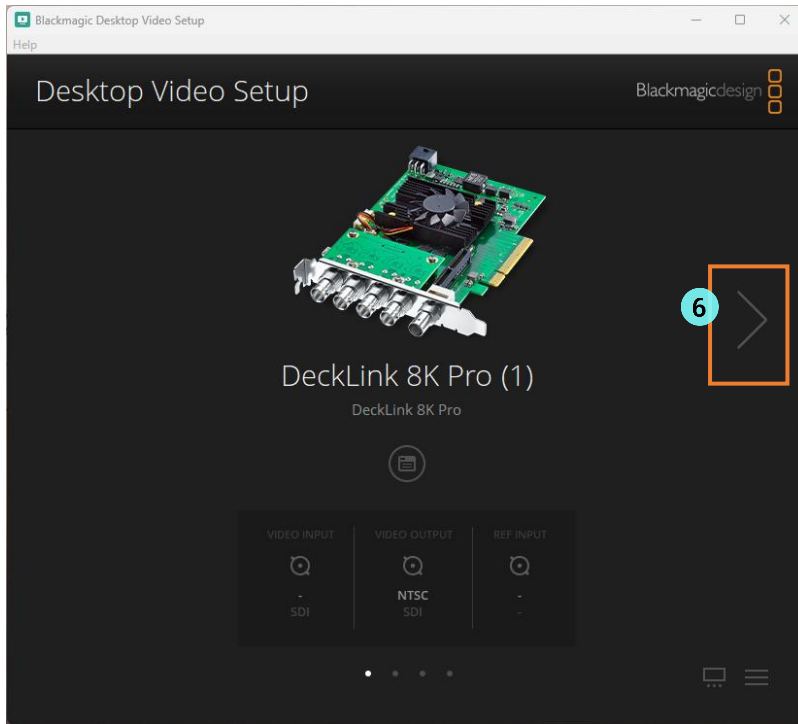 Blackmagic Desktop Video Setup
Help
Desktop Video Setup
Blackmagicdesign
6
DeckLink 8K Pro (1)
DeckLink 8K Pro
VIDEO INPUT VIDEO OUTPUT REF INPUT
- NTSC -
SDI SDI -